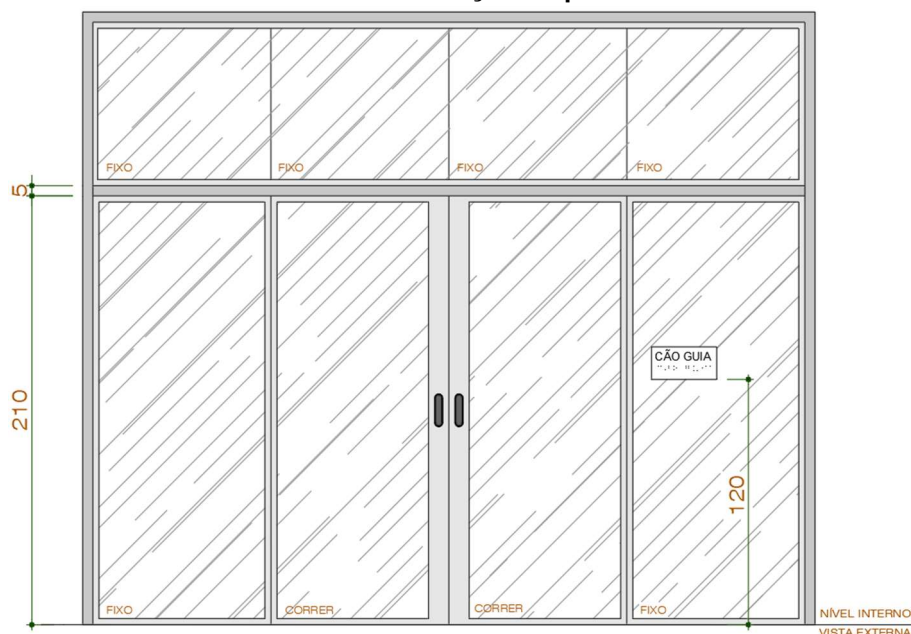 FIXO
FIXO
FIXO
FIXO
5
210
CÃO GUIA
120
FIXO
CORRER
CORRER
FIXO
NÍVEL INTERNO
VISTA EXTERNA